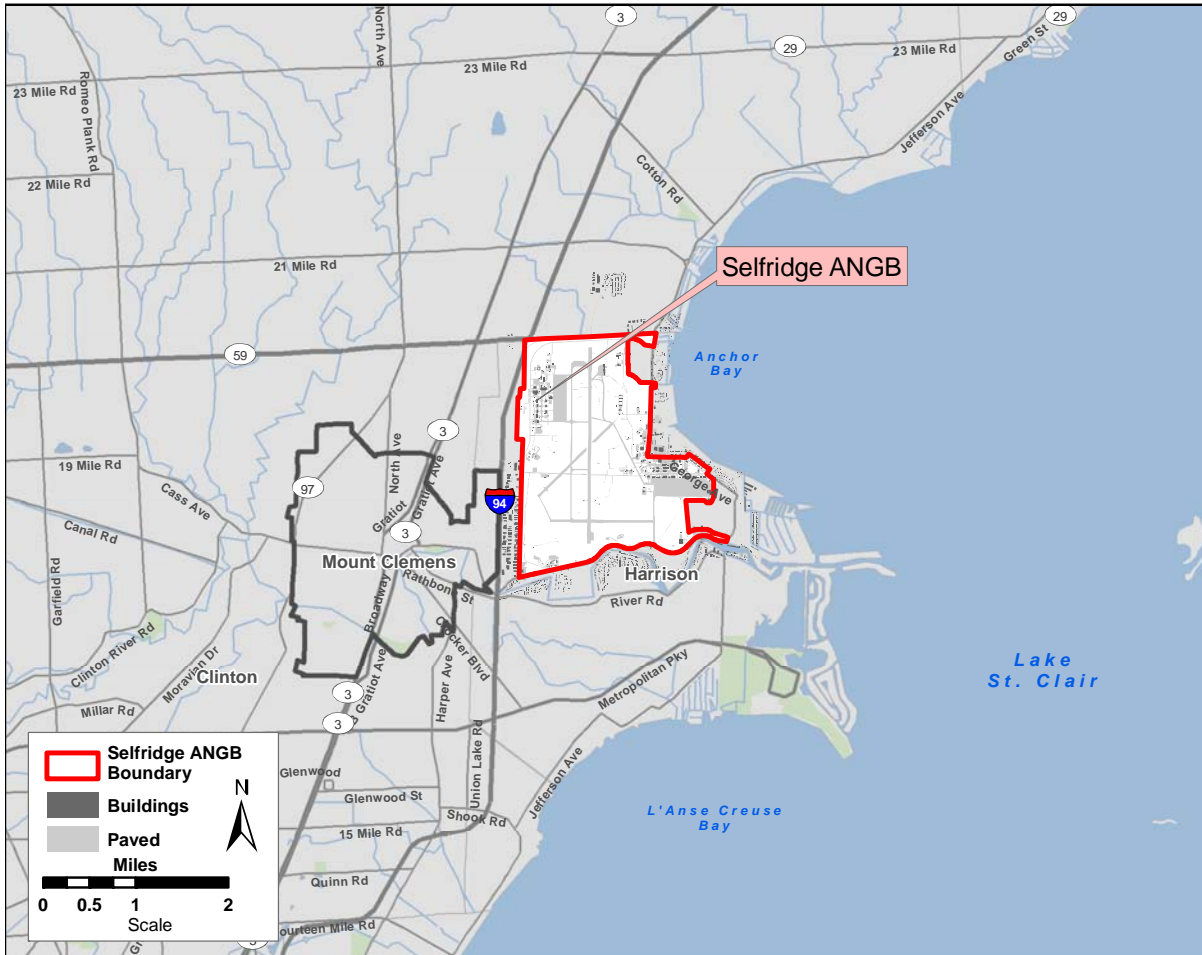 3
29
29
23 Mile Rd
23 Mile Rd
23 Mile Rd
Green St
North Ave
Romeo Plank Rd
Jefferson Ave
22 Mile Rd
Cotton Rd
21 Mile Rd
Selfridge ANGB
59
Anchor
Bay
3
North Ave
Gratiot Ave
19 Mile Rd
97
Cass Ave
94
George Ave
Gratiot
Canal Rd
3
Mount Clemens
Harrison
Rathbone St
River Rd
Garfield Rd
Broadway
Crocker Blvd
Clinton River Rd
Moravian Dr
Clinton
Lake
St. Clair
Metropolitan Pky
Harper Ave
3
3
Gratiot Ave
Millar Rd
Union Lake Rd
Jefferson Ave
Selfridge ANGB
Boundary
Buildings
Paved
N
Miles
0 0.5 1 2
Scale
Glenwood
Glenwood St
Shook Rd
15 Mile Rd
L'Anse Creuse
Bay
Quinn Rd
ourteen Mile Rd